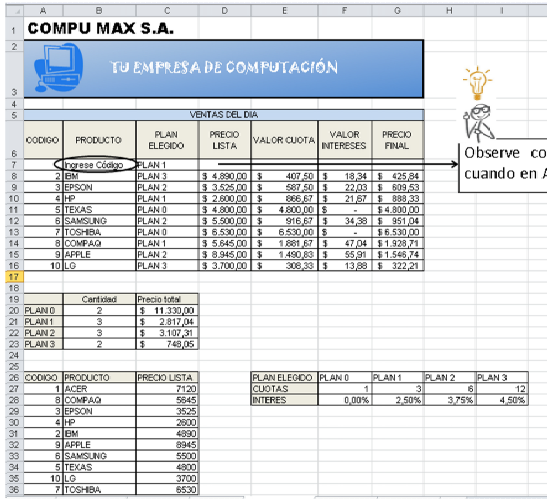 A B C D E F G H I
1 COMPU MAX S.A.
2
TU EMPRESA DE COMPUTACIÓN
3
4
5 VENTAS DEL DIA
6 CODIGO PRODUCTO PLAN ELEGIDO PRECIO LISTA VALOR CUOTA VALOR INTERESES PRECIO FINAL
7 Ingrese Código PLAN 1
8 2 IBM PLAN 3 $ 4.890,00 $ 407,50 $ 18,34 $ 425,84
9 3 EPSON PLAN 2 $ 3.525,00 $ 587,50 $ 22,03 $ 609,53
10 4 HP PLAN 1 $ 2.600,00 $ 866,67 $ 21,67 $ 888,33
11 5 TEXAS PLAN 0 $ 4.800,00 $ 4.800,00 $ - $ 4.800,00
12 6 SAMSUNG PLAN 2 $ 5.500,00 $ 916,67 $ 34,38 $ 951,04
13 7 TOSHIBA PLAN 0 $ 6.530,00 $ 6.530,00 $ - $ 6.530,00
14 8 COMPAQ PLAN 1 $ 5.645,00 $ 1.881,67 $ 47,04 $ 1.928,71
15 9 APPLE PLAN 2 $ 8.945,00 $ 1.490,83 $ 55,91 $ 1.546,74
16 10 LG PLAN 3 $ 3.700,00 $ 308,33 $ 13,88 $ 322,21
Observe co
cuando en A
17
18
19 Cantidad Precio total
20 PLAN 0 2 $ 11.330,00
21 PLAN 1 3 $ 2.817,04
22 PLAN 2 3 $ 3.107,31
23 PLAN 3 2 $ 748,05
24
25
26 CODIGO PRODUCTO PRECIO LISTA PLAN ELEGIDO PLAN 0 PLAN 1 PLAN 2 PLAN 3
27 1 ACER 7120 CUOTAS 1 3 6 12
28 8 COMPAQ 5645 INTERES 0,00% 2,50% 3,75% 4,50%
29 3 EPSON 3525
30 4 HP 2600
31 2 IBM 4890
32 9 APPLE 8945
33 6 SAMSUNG 5500
34 5 TEXAS 4800
35 10 LG 3700
36 7 TOSHIBA 6530